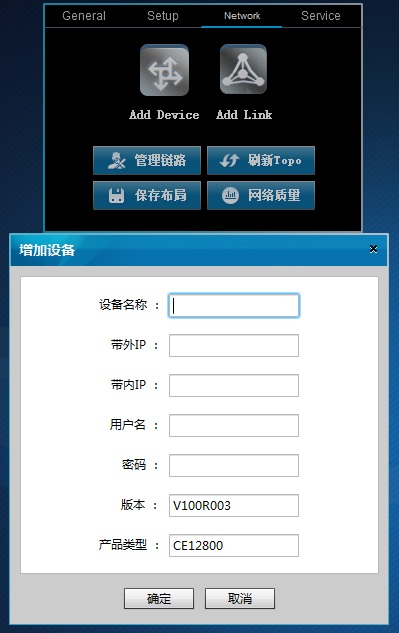 General Setup Network Service
Add Device Add Link
管理链路 刷新Topo
保存布局 网络质量
增加设备 ×
设备名称 :
带外IP :
带内IP :
用户名 :
密码 :
版本 : V100R003
产品类型 : CE12800
确定 取消